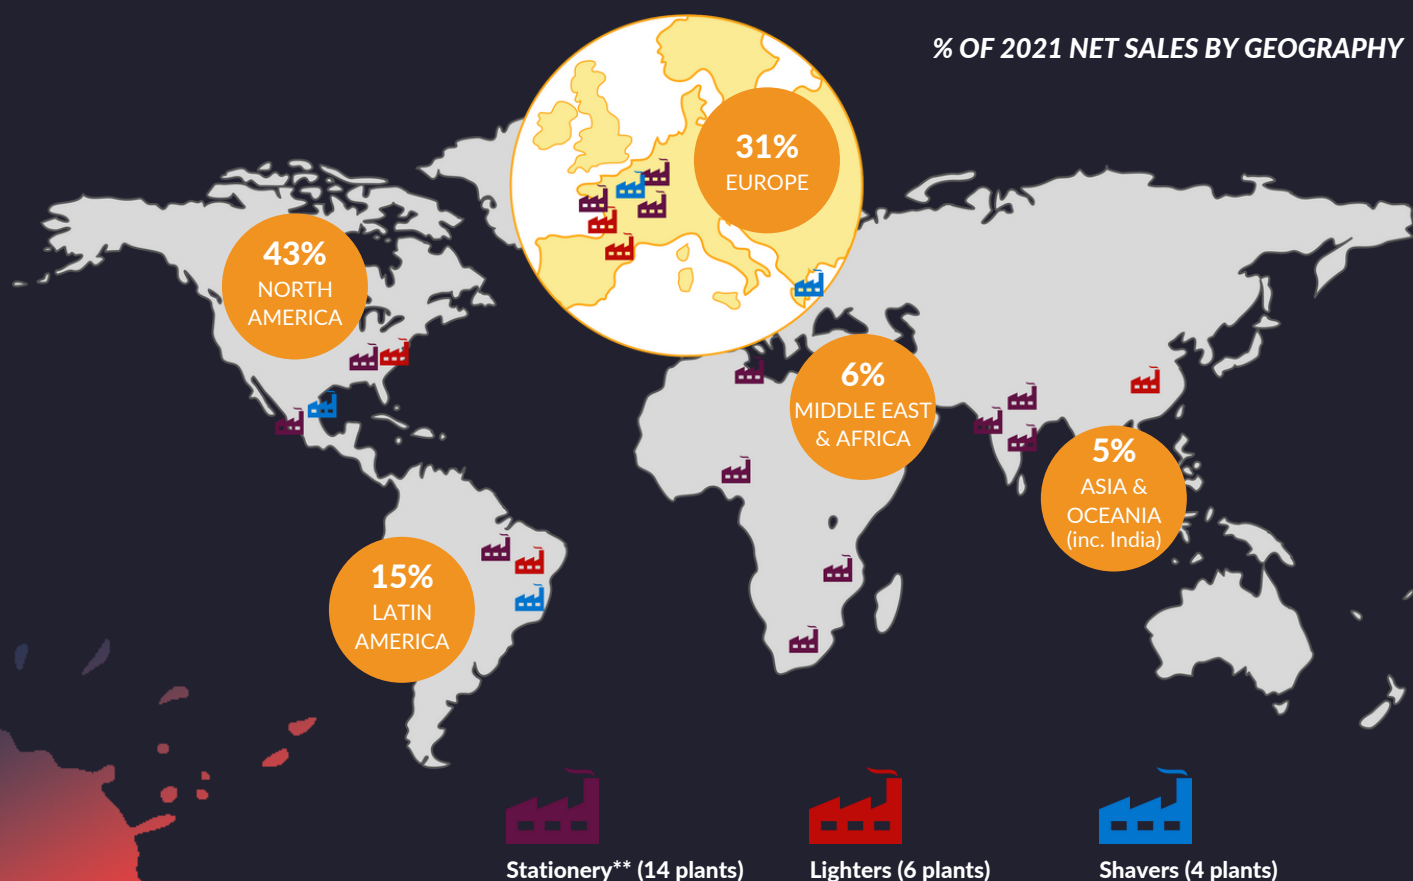 % OF 2021 NET SALES BY GEOGRAPHY
31%
EUROPE
43%
NORTH
AMERICA
6%
MIDDLE EAST
& AFRICA
5%
ASIA &
OCEANIA
(inc. India)
15%
LATIN
AMERICA
Stationery** (14 plants)
Lighters (6 plants)
Shavers (4 plants)